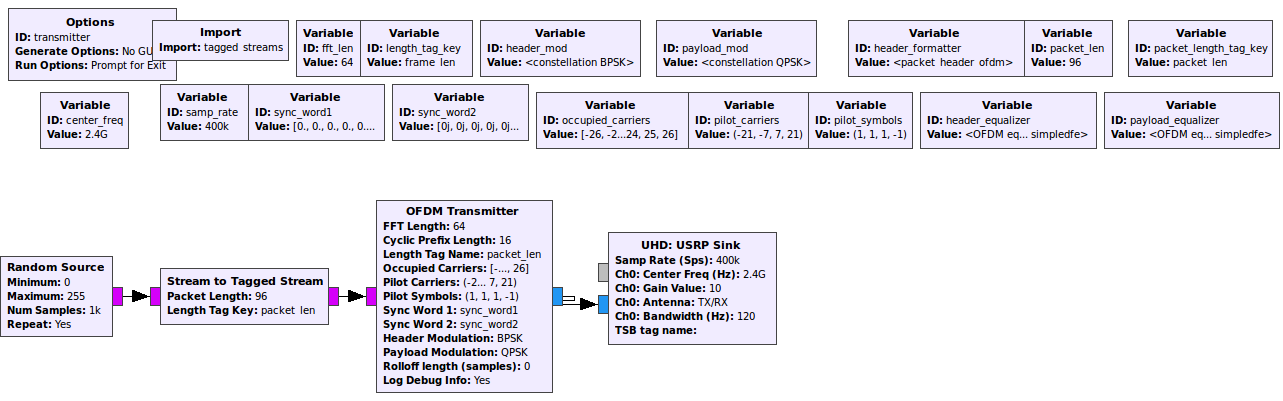 Options
ID: transmitter
Generate Options: No GU
Run Options: Prompt for Exit
Import
Import: tagged_streams
Variable
ID: fft_len
Value: 64
Variable
ID: length_tag_key
Value: frame_len
Variable
ID: header_mod
Value: <constellation BPSK>
Variable
ID: payload_mod
Value: <constellation QPSK>
Variable
ID: header_formatter
Value: <packet_header_ofdm>
Variable
ID: packet_len
Value: 96
Variable
ID: packet_length_tag_key
Value: packet_len
Variable
ID: center_freq
Value: 2.4G
Variable
ID: samp_rate
Value: 400k
Variable
ID: sync_word1
Value: [0., 0., 0., 0., 0....
Variable
ID: sync_word2
Value: [0j, 0j, 0j, 0j, 0j...
Variable
ID: occupied_carriers
Value: [-26, -2...24, 25, 26]
Variable
ID: pilot_carriers
Value: (-21, -7, 7, 21)
Variable
ID: pilot_symbols
Value: (1, 1, 1, -1)
Variable
ID: header_equalizer
Value: <OFDM eq... simpledfe>
Variable
ID: payload_equalizer
Value: <OFDM eq... simpledfe>
Random Source
Minimum: 0
Maximum: 255
Num Samples: 1k
Repeat: Yes
Stream to Tagged Stream
Packet Length: 96
Length Tag Key: packet_len
OFDM Transmitter
FFT Length: 64
Cyclic Prefix Length: 16
Length Tag Name: packet_len
Occupied Carriers: [-..., 26]
Pilot Carriers: (-2... 7, 21)
Pilot Symbols: (1, 1, 1, -1)
Sync Word 1: sync_word1
Sync Word 2: sync_word2
Header Modulation: BPSK
Payload Modulation: QPSK
Rolloff length (samples): 0
Log Debug Info: Yes
UHD: USRP Sink
Samp Rate (Sps): 400k
Ch0: Center Freq (Hz): 2.4G
Ch0: Gain Value: 10
Ch0: Antenna: TX/RX
Ch0: Bandwidth (Hz): 120
TSB tag name: